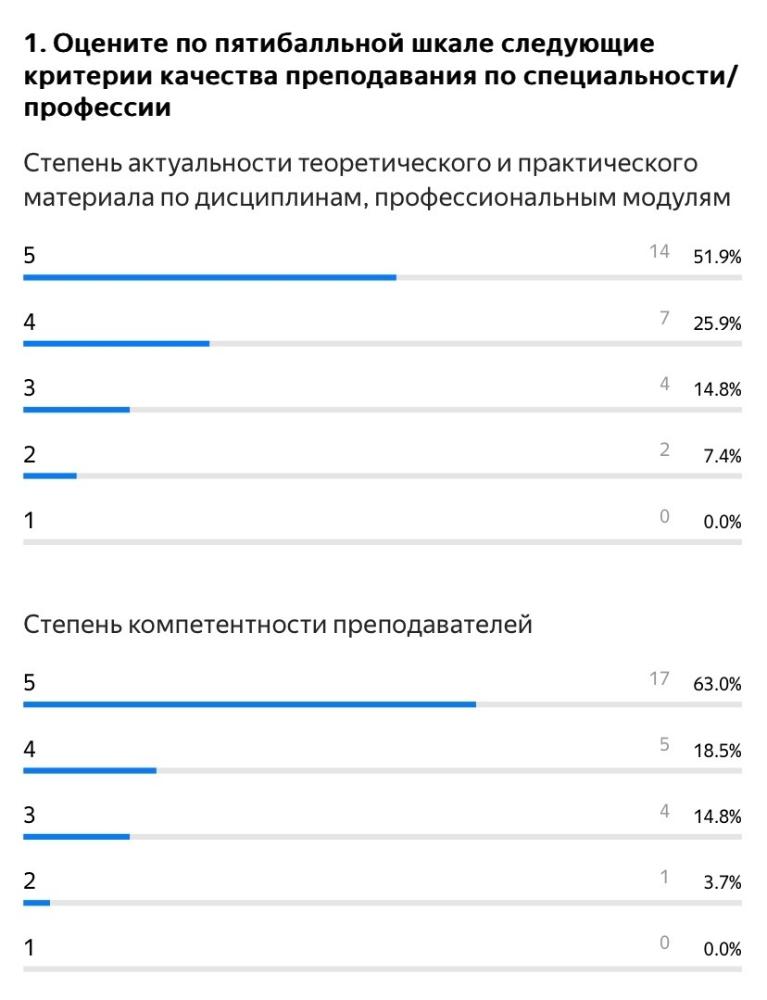 1. Оцените по пятибалльной шкале следующие
критерии качества преподавания по специальности/
профессии
Степень актуальности теоретического и практического
материала по дисциплинам, профессиональным модулям
5 14 51.9%
4 7 25.9%
3 4 14.8%
2 2 7.4%
1 0 0.0%
Степень компетентности преподавателей
5 17 63.0%
4 5 18.5%
3 4 14.8%
2 1 3.7%
1 0 0.0%